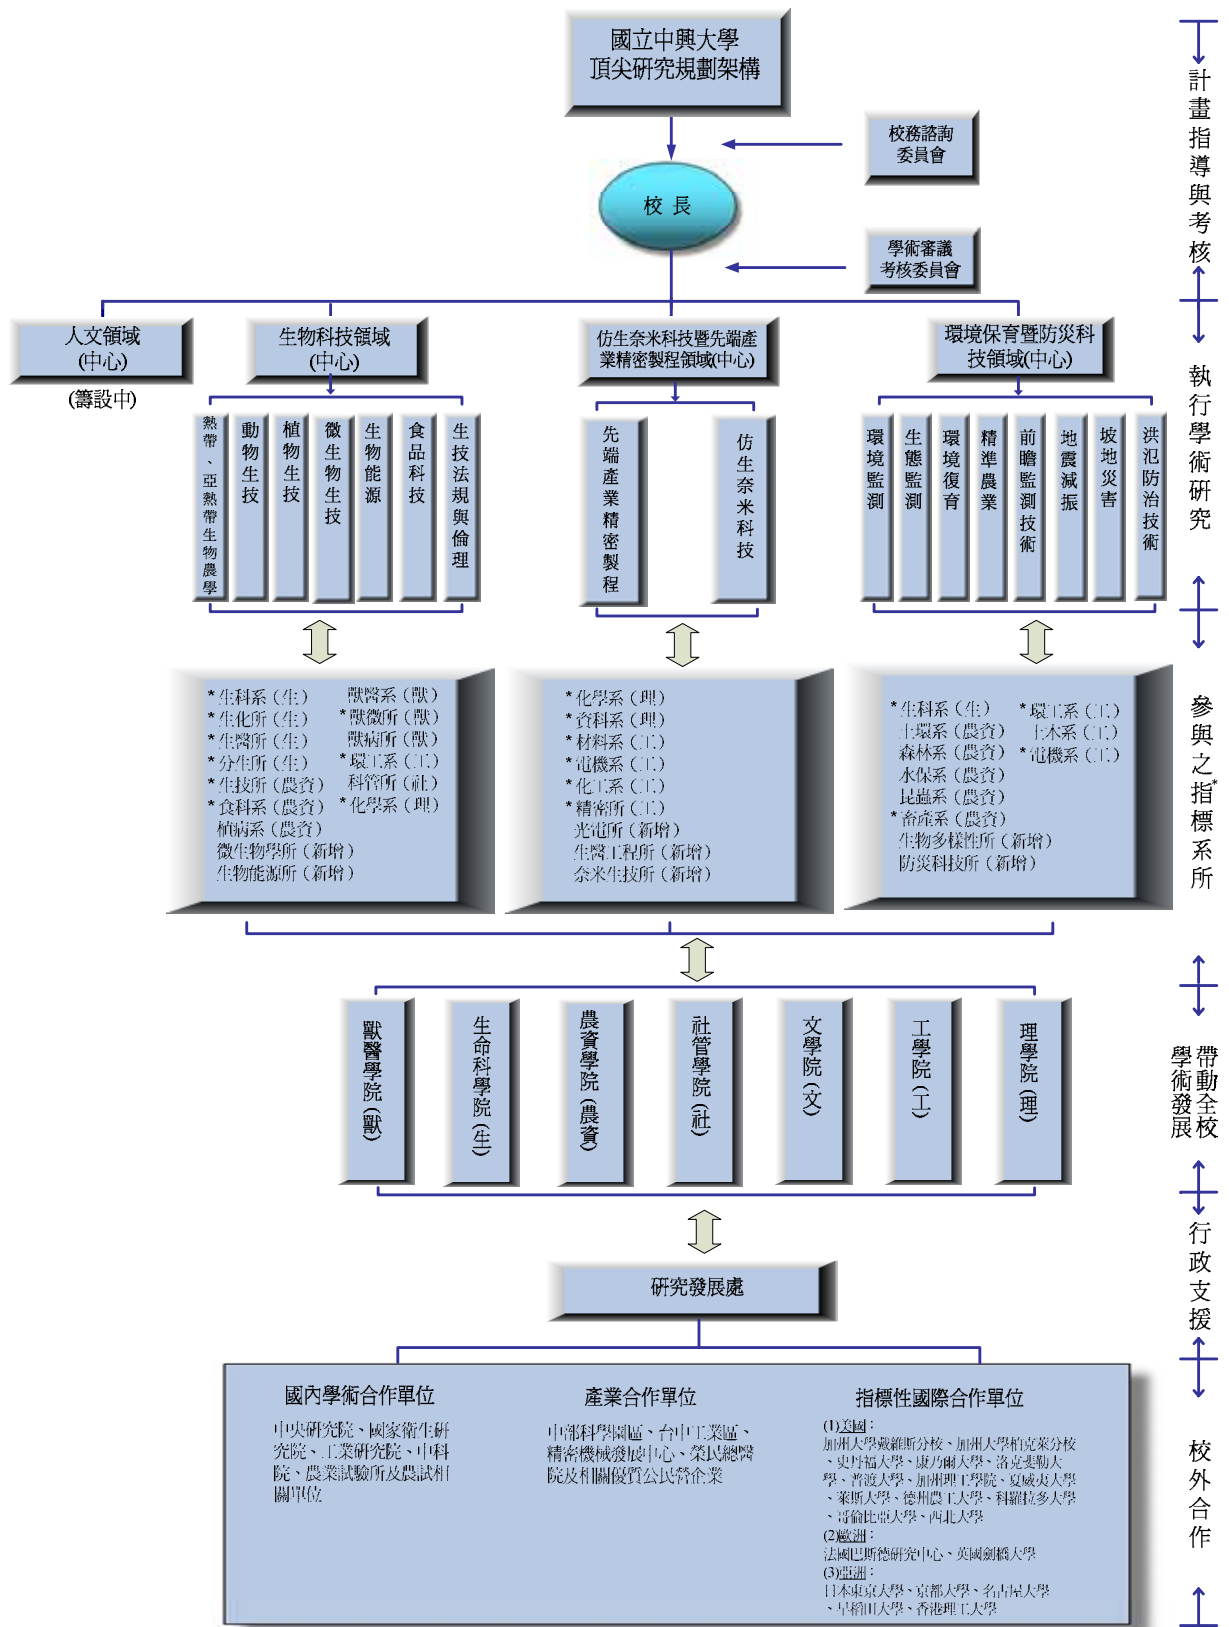 國立中興大學
頂尖研究規劃架構
校務諮詢
委員會
校 長
學術審議
考核委員會
計畫指導與考核
人文領域
(中心)
(籌設中)
生物科技領域
(中心)
仿生奈米科技暨先端產
業精密製程領域(中心)
環境保育暨防災科
技領域(中心)
執行學術研究
熱帶、亞熱帶生物農學
動物生技
植物生技
微生物生技
生物能源
食品科技
生技法規與倫理
先端產業精密製程
仿生奈米科技
環境監測
生態監測
環境復育
精準農業
前瞻監測技術
地震減振
坡地災害
洪氾防治技術
*生科系（生）
*生化所（生）
*生醫所（生）
*分生所（生）
*生技所（農資）
*食科系（農資）
植病系（農資）
微生物學所（新增）
生物能源所（新增）
獸醫系（獸）
*獸微所（獸）
獸病所（獸）
*環工系（工）
科管所（社）
*化學系（理）
*化學系（理）
*資科系（理）
*材料系（工）
*電機系（工）
*化工系（工）
*精密所（工）
光電所（新增）
生醫工程所（新增）
奈米生技所（新增）
*生科系（生）
土環系（農資）
森林系（農資）
水保系（農資）
昆蟲系（農資）
*畜產系（農資）
生物多樣性所（新增）
防災科技所（新增）
*環工系（工）
土木系（工）
*電機系（工）
參與之指標*系所
獸醫學院(獸)
生命科學院(生)
農資學院(農資)
社管學院(社)
文學院(文)
工學院(工)
理學院(理)
帶動全校
學術發展
研究發展處
行政支援
國內學術合作單位
中央研究院、國家衛生研
究院、工業研究院、中科
院、農業試驗所及農試相
關單位
產業合作單位
中部科學園區、台中工業區、
精密機械發展中心、榮民總醫
院及相關優質公民營企業
指標性國際合作單位
(1)美國：
加州大學戴維斯分校、加州大學柏克萊分校
、史丹福大學、康乃爾大學、洛克斐勒大
學、普渡大學、加州理工學院、夏威夷大學
、萊斯大學、德州農工大學、科羅拉多大學
、哥倫比亞大學、西北大學
(2)歐洲：
法國巴斯德研究中心、英國劍橋大學
(3)亞洲：
日本東京大學、京都大學、名古屋大學
、早稻田大學、香港理工大學
校外合作